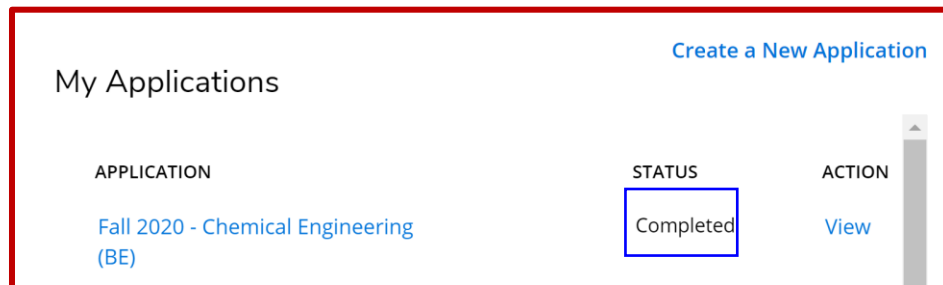 Create a New Application
My Applications
APPLICATION STATUS ACTION
Fall 2020 - Chemical Engineering Completed View
(BE)